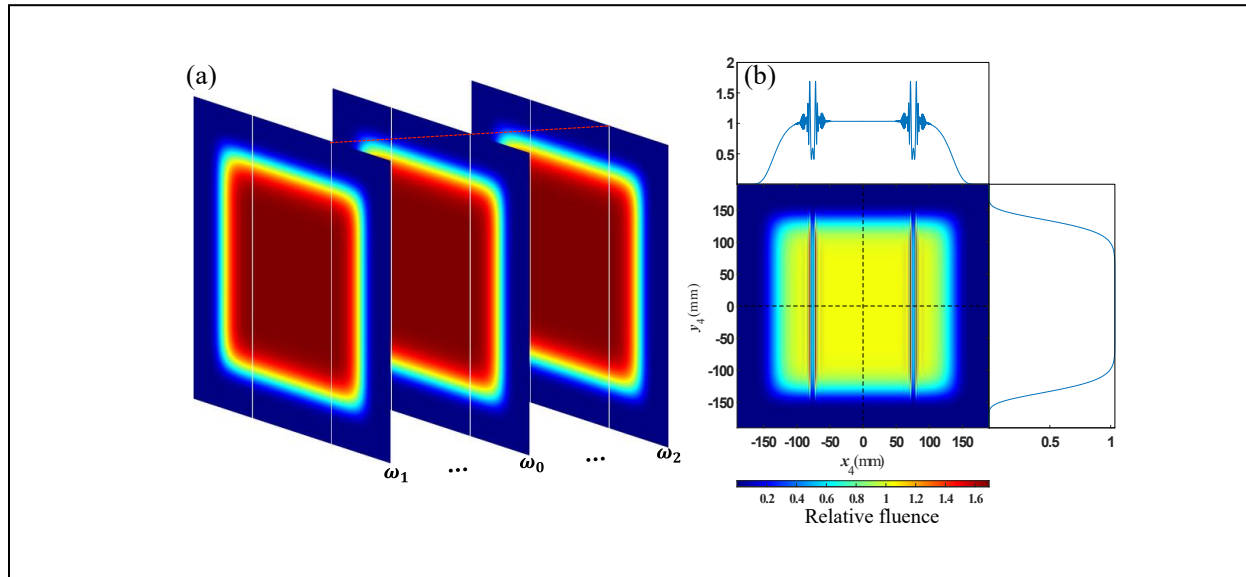 (a)
ω₁ ... ω₀ ... ω₂
(b)
2
1.5
1
0.5
150
100
50
0
-50
-100
-150
y₄(mm)
-150 -100 -50 0 50 100 150
x₄(mm)
0.5 1
0.2 0.4 0.6 0.8 1 1.2 1.4 1.6
Relative fluence